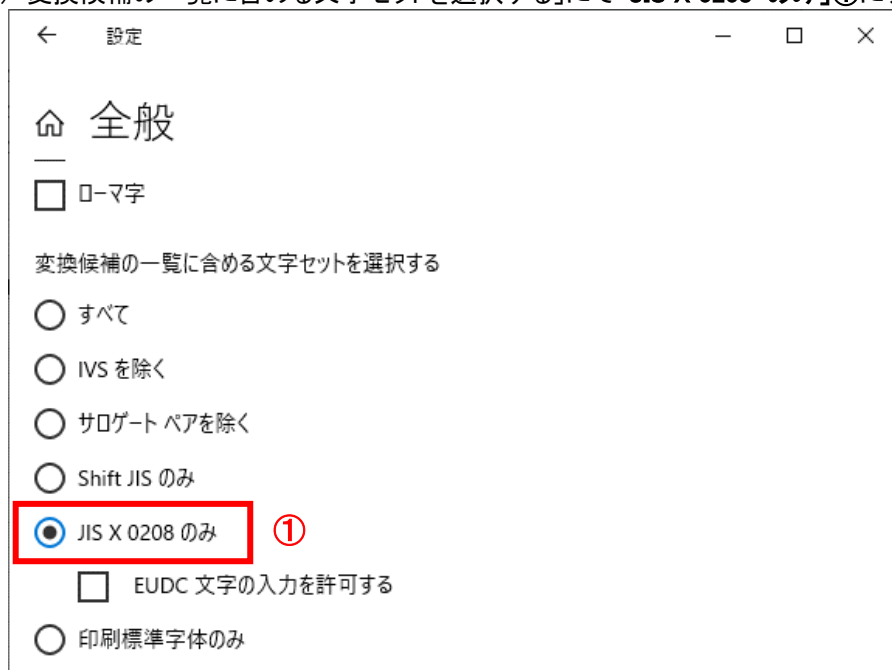 変換候補の一覧に含める文字セットを選択する」にて「JIS X 0208 のみ」①に
← 設定
全般
ローマ字
変換候補の一覧に含める文字セットを選択する
すべて
IVS を除く
サロゲート ペアを除く
Shift JIS のみ
JIS X 0208 のみ ①
EUDC 文字の入力を許可する
印刷標準字体のみ